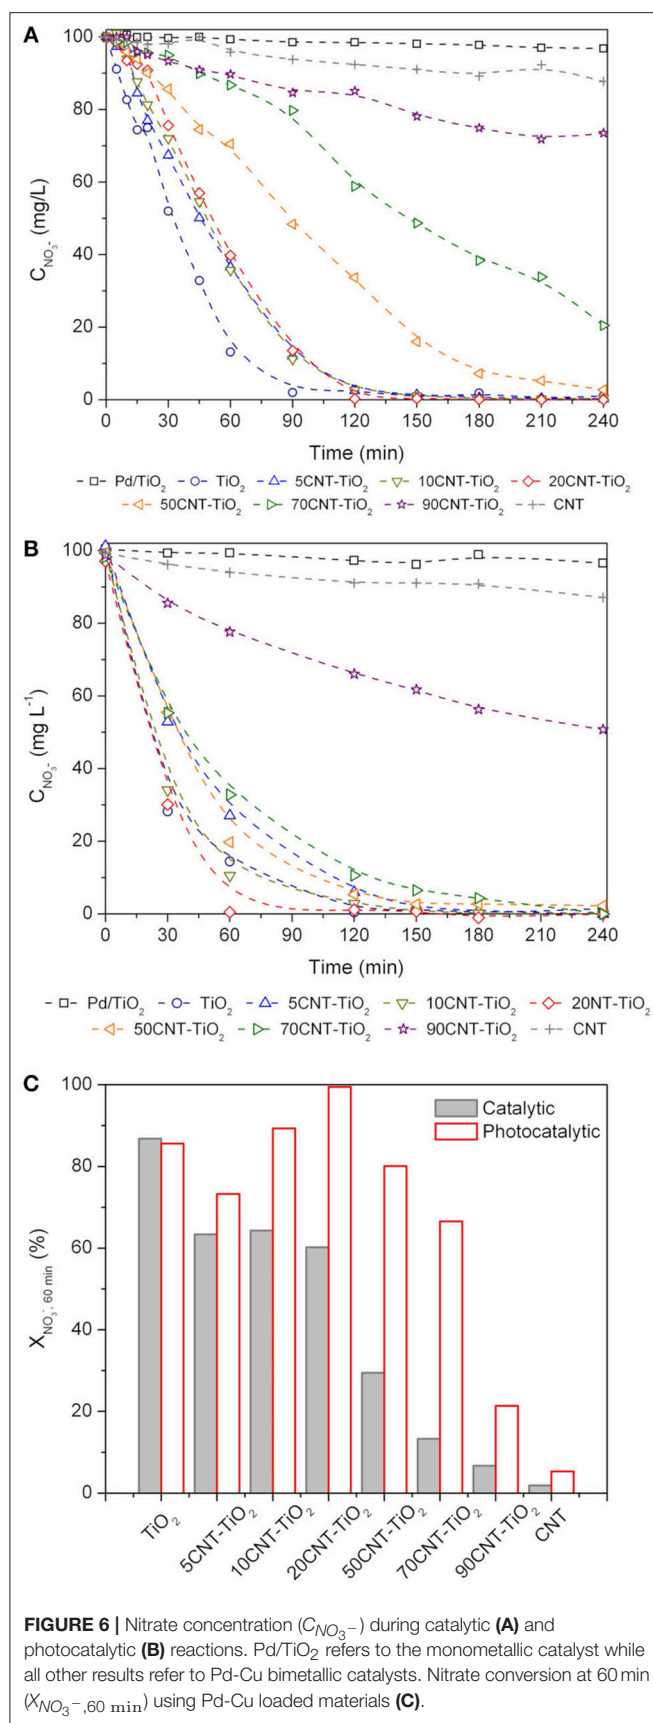 A
100
80
60
40
20
0
C_NO3- (mg/L)
0 30 60 90 120 150 180 210 240
Time (min)
Pd/TiO2 TiO2 5CNT-TiO2 10CNT-TiO2 20CNT-TiO2
50CNT-TiO2 70CNT-TiO2 90CNT-TiO2 CNT
B
100
80
60
40
20
0
C_NO3- (mg L-1)
0 30 60 90 120 150 180 210 240
Time (min)
Pd/TiO2 TiO2 5CNT-TiO2 10CNT-TiO2 20NT-TiO2
50CNT-TiO2 70CNT-TiO2 90CNT-TiO2 CNT
C
100
80
60
40
20
0
X_NO3-, 60 min (%)
Catalytic
Photocatalytic
TiO2 5CNT-TiO2 10CNT-TiO2 20CNT-TiO2 50CNT-TiO2 70CNT-TiO2 90CNT-TiO2 CNT
FIGURE 6 | Nitrate concentration (C_NO3−) during catalytic (A) and
photocatalytic (B) reactions. Pd/TiO2 refers to the monometallic catalyst while
all other results refer to Pd-Cu bimetallic catalysts. Nitrate conversion at 60 min
(X_NO3−,60 min) using Pd-Cu loaded materials (C).